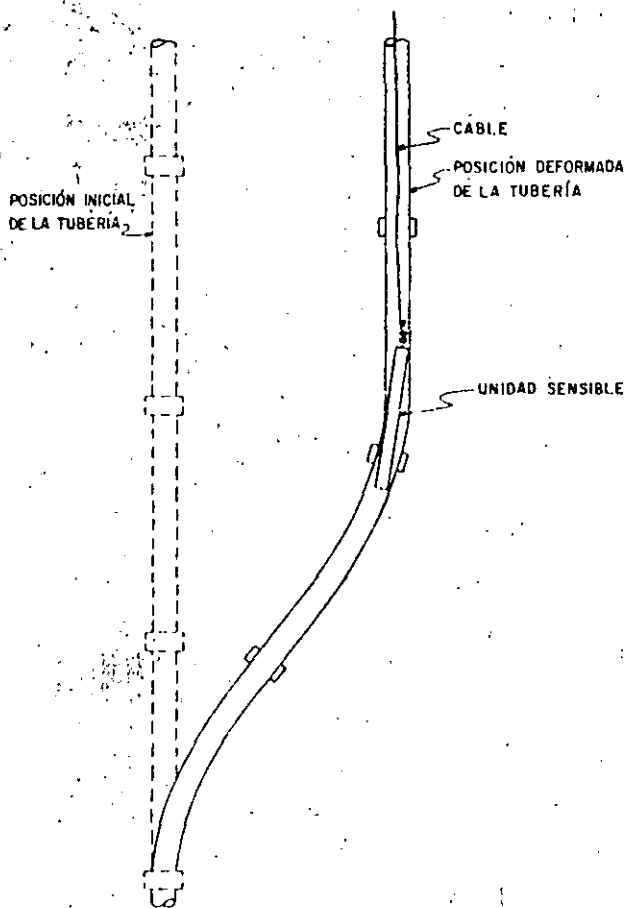 CABLE
POSICIÓN DEFORMADA
DE LA TUBERÍA
POSICIÓN INICIAL
DE LA TUBERÍA
UNIDAD SENSIBLE